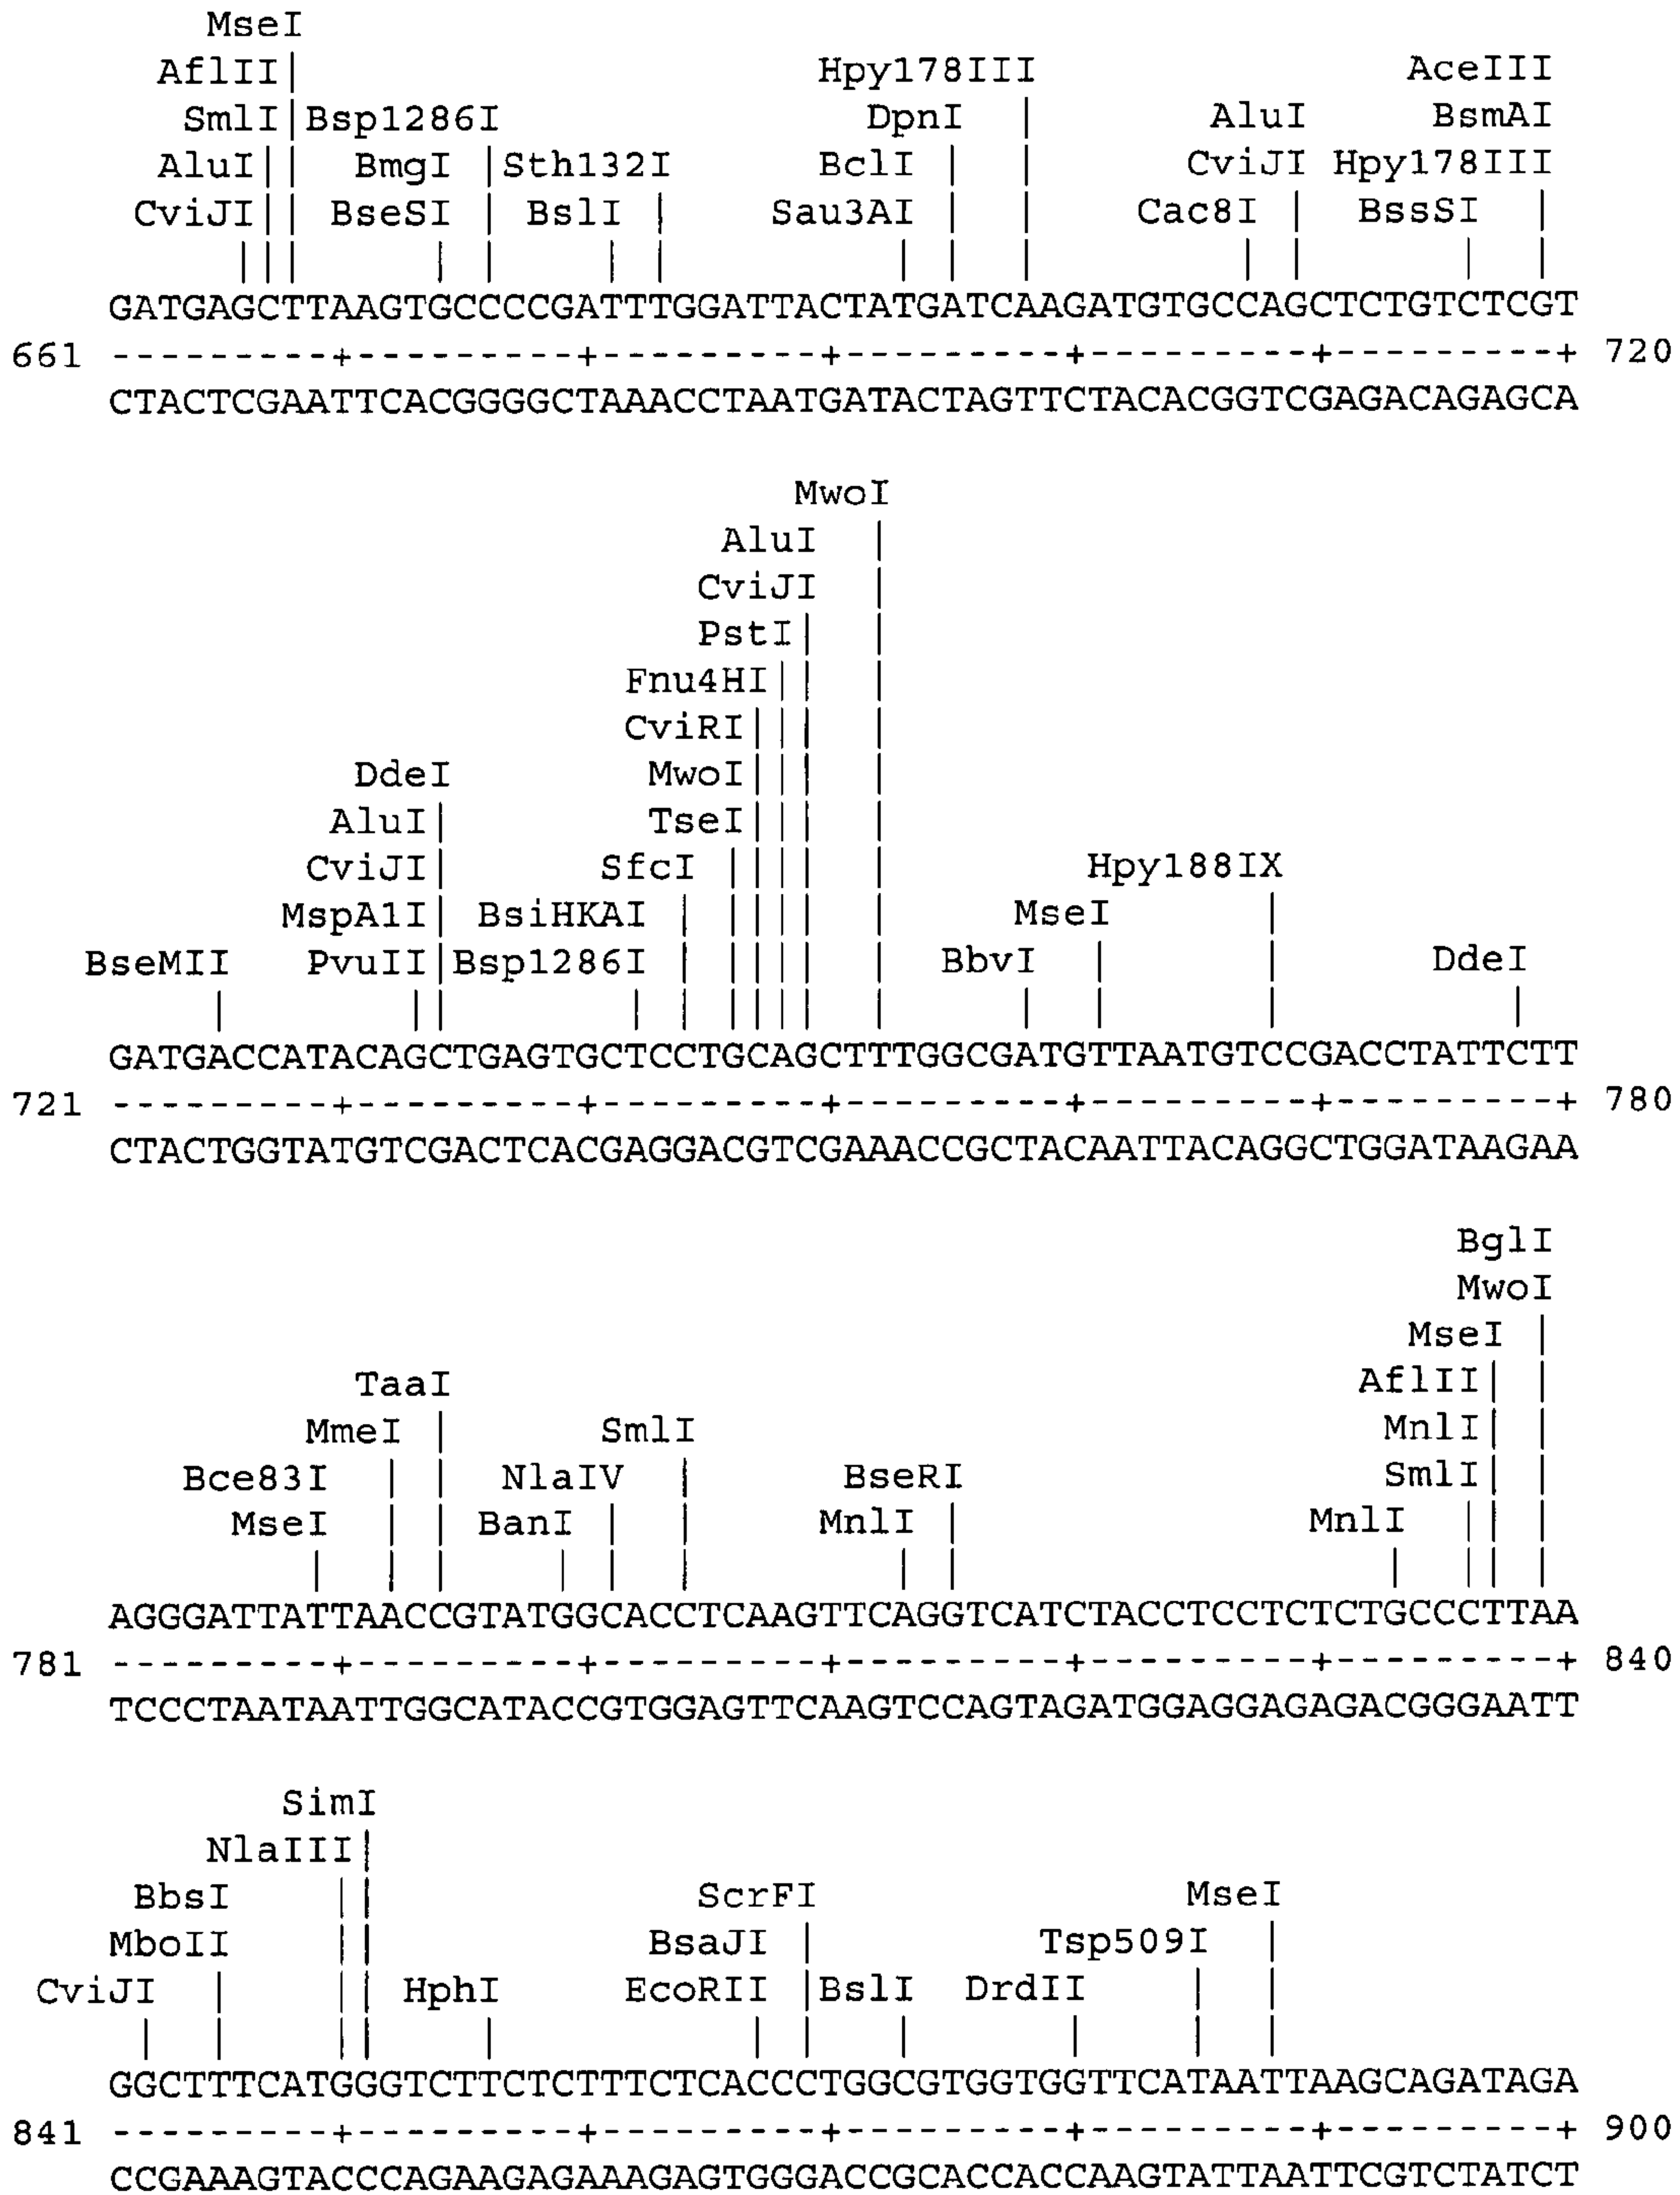 MseI
AflII
Hpy178III AceIII
SmlI Bsp1286I DpnI AluI BsmAI
AluI BmgI Sth132I BclI CviJI Hpy178III
CviJI BseSI BslI Sau3AI Cac8I BssSI
GATGAGCTTAAGTGCCCCGATTTGGATTACTATGATCAAGATGTGCCAGCTCTGTCTCGT
661 ---------+---------+---------+---------+---------+---------+ 720
CTACTCGAATTCACGGGGCTAAACCTAATGATACTAGTTCTACACGGTCGAGACAGAGCA
MwoI
AluI
CviJI
PstI
Fnu4HI
CviRI
DdeI MwoI
AluI TseI
CviJI SfcI Hpy188IX
MspA1I BsiHKAI MseI
BseMII PvuII Bsp1286I BbvI DdeI
GATGACCATACAGCTGAGTGCTCCTGCAGCTTTGGCGATGTTAATGTCCGACCTATTCTT
721 ---------+---------+---------+---------+---------+---------+ 780
CTACTGGTATGTCGACTCACGAGGACGTCGAAACCGCTACAATTACAGGCTGGATAAGAA
BglI
MwoI
MseI
TaaI AflII
MmeI SmlI MnlI
Bce83I NlaIV BseRI SmlI
MseI BanI MnlI MnlI
AGGGATTATTAACCGTATGGCACCTCAAGTTCAGGTCATCTACCTCCTCTCTGCCCTTAA
781 ---------+---------+---------+---------+---------+---------+ 840
TCCCTAATAATTGGCATACCGTGGAGTTCAAGTCCAGTAGATGGAGGAGAGACGGGAATT
SimI
NlaIII
BbsI ScrFI MseI
MboII BsaJI Tsp509I
CviJI HphI EcoRII BslI DrdII
GGCTTTCATGGGTCTTCTCTTTCTCACCCTGGCGTGGTGGTTCATAATTAAGCAGATAGA
841 ---------+---------+---------+---------+---------+---------+ 900
CCGAAAGTACCCAGAAGAGAAAGAGTGGGACCGCACCACCAAGTATTAATTCGTCTATCT